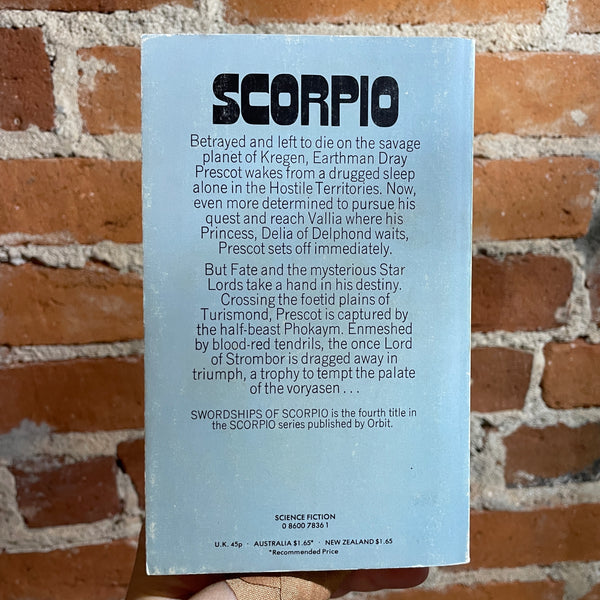 SCORPIO
Betrayed and left to die on the savage
planet of Kregen, Earthman Dray
Prescot wakes from a drugged sleep
alone in the Hostile Territories. Now,
even more determined to pursue his
quest and reach Vallia where his
Princess, Delia of Delphond waits,
Prescot sets off immediately.
But Fate and the mysterious Star
Lords take a hand in his destiny.
Crossing the foetid plains of
Turismond, Prescot is captured by
the half-beast Phokaym. Enmeshed
by blood-red tendrils, the once Lord
of Strombor is dragged away in
triumph, a trophy to tempt the palate
of the voryasen . . .
SWORDSHIPS OF SCORPIO is the fourth title in
the SCORPIO series published by Orbit.
SCIENCE FICTION
0 8600 7836 1
U.K. 45p · AUSTRALIA $1.65* · NEW ZEALAND $1.65
*Recommended Price